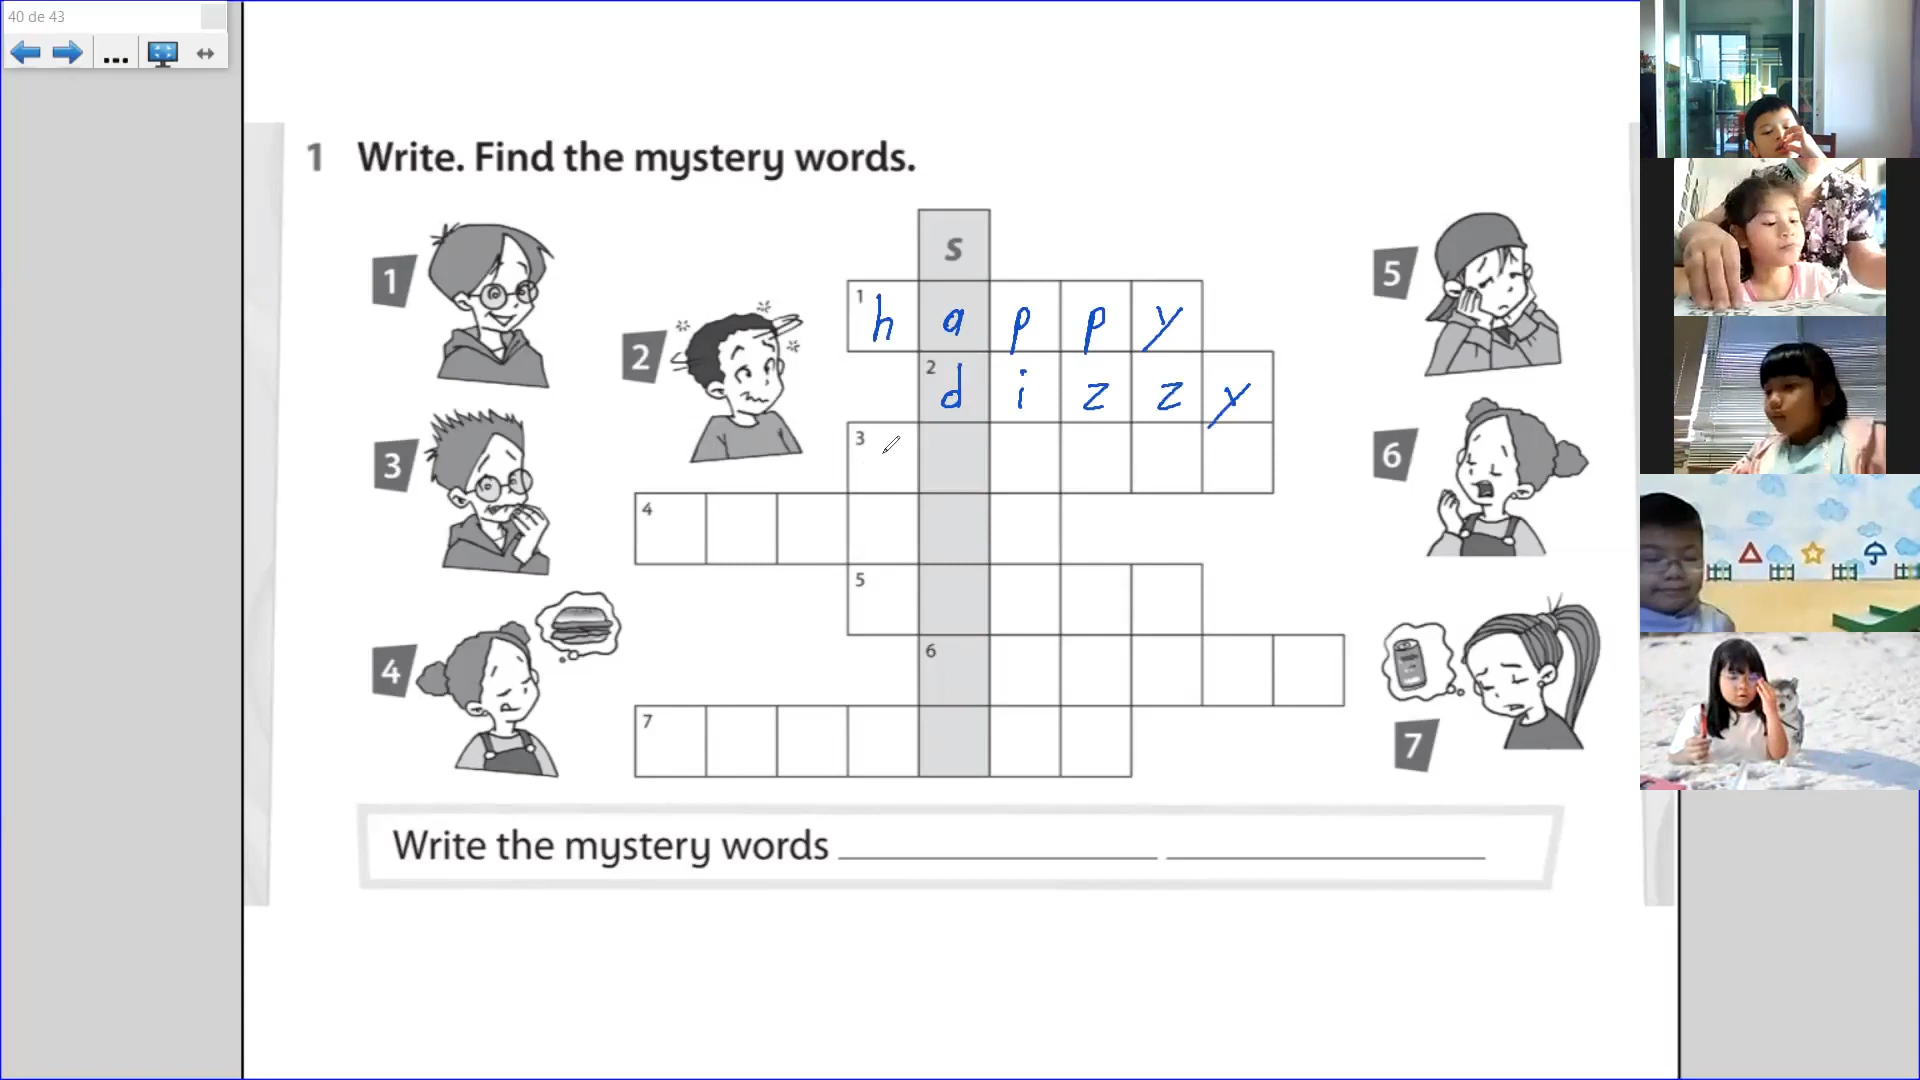 40 de 43
1 Write. Find the mystery words.
s
1 h a p p y
2 d i z z y
3
4
5
6
7
1
2
3
4
5
6
7
Write the mystery words